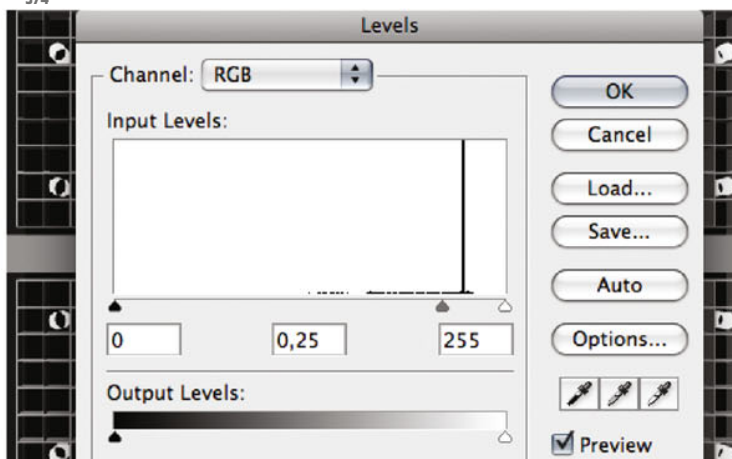 Levels
Channel: RGB
OK
Input Levels:
Cancel
Load...
Save...
Auto
0
0,25
255
Options...
Output Levels:
Preview